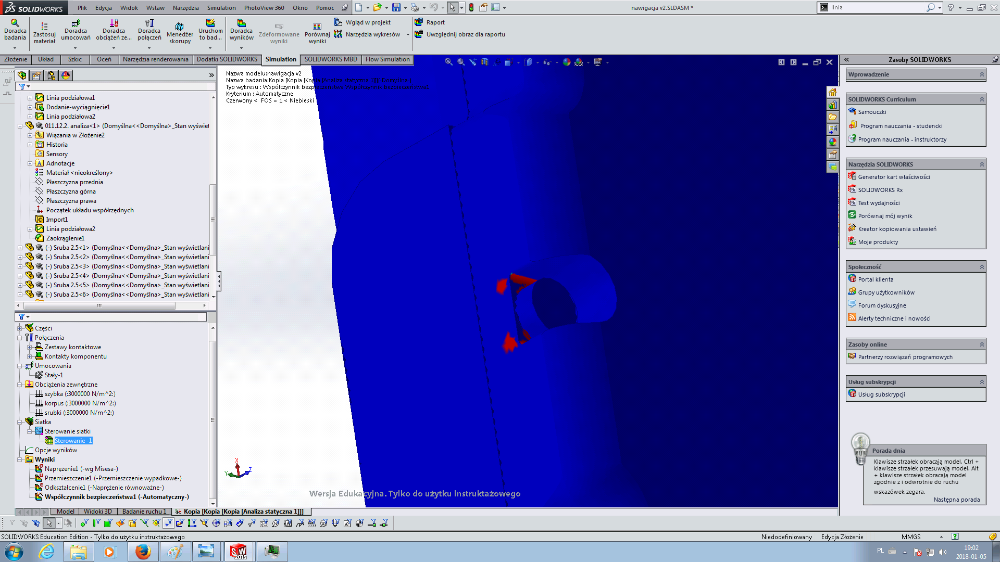 SOLIDWORKS
Plik Edycja Widok Wstaw Narzędzia Simulation PhotoView 360 Okno Pomoc
nawigacja v2.SLDASM *
linia
Doradca badania
Zastosuj materiał
Doradca umocowań
Doradca obciążeń ze...
Doradca połączeń
Menedżer skorupy
Uruchom to bad...
Doradca wyników
Zdeformowane wyniki
Porównaj wyniki
Wgląd w projekt
Narzędzia wykresów
Raport
Uwzględnij obraz dla raportu
Złożenie Układ Szkic Oceń Narzędzia renderowania Dodatki SOLIDWORKS Simulation SOLIDWORKS MBD Flow Simulation
Linia podziałowa1
Dodanie-wyciągnięcie1
Linia podziałowa2
011.12.2. analiza<1> (Domyślna<<Domyślna>_Stan wyświet
Wiązania w Złożenie2
Historia
Sensory
Adnotacje
Materiał <nieokreślony>
Płaszczyzna przednia
Płaszczyzna górna
Płaszczyzna prawa
Początek układu współrzędnych
Import1
Linia podziałowa2
Zaokrąglenie1
(-) Sruba 2.5<1> (Domyślna<<Domyślna>_Stan wyświetlani
(-) Sruba 2.5<2> (Domyślna<<Domyślna>_Stan wyświetlani
(-) Sruba 2.5<3> (Domyślna<<Domyślna>_Stan wyświetlani
(-) Sruba 2.5<4> (Domyślna<<Domyślna>_Stan wyświetlani
(-) Sruba 2.5<5> (Domyślna<<Domyślna>_Stan wyświetlani
(-) Sruba 2.5<6> (Domyślna<<Domyślna>_Stan wyświetlani
Części
Połączenia
Zestawy kontaktowe
Kontakty komponentu
Umocowania
Stały-1
Obciążenia zewnętrzne
szybka (:3000000 N/m^2:)
korpus (:3000000 N/m^2:)
srubki (:3000000 N/m^2:)
Siatka
Sterowanie siatki
Sterowanie -1
Opcje wyników
Wyniki
Naprężenie1 (-wg Misesa-)
Przemieszczenie1 (-Przemieszczenie wypadkowe-)
Odkształcenie1 (-Naprężenie równoważne-)
Współczynnik bezpieczeństwa1 (-Automatyczny-)
Nazwa modelu:nawigacja v2
Nazwa badania:Kopia [Kopia [Kopia [Analiza statyczna 1]]](-Domyślna-)
Typ wykresu : Współczynnik bezpieczeństwa Współczynnik bezpieczeństwa1
Kryterium : Automatyczne
Czerwony < FOS = 1 < Niebieski
X
Y
Z
Wersja Edukacyjna. Tylko do użytku instruktażowego
Zasoby SOLIDWORKS
Wprowadzenie
SOLIDWORKS Curriculum
Samouczki
Program nauczania - studencki
Program nauczania - instruktorzy
Narzędzia SOLIDWORKS
Generator kart właściwości
SOLIDWORKS Rx
Test wydajności
Porównaj mój wynik
Kreator kopiowania ustawień
Moje produkty
Społeczność
Portal klienta
Grupy użytkowników
Forum dyskusyjne
Alerty techniczne i nowości
Zasoby online
Partnerzy rozwiązań programowych
Usług subskrypcji
Usług subskrypcji
Porada dnia
Klawisze strzałek obracają model. Ctrl +
klawisze strzałek przesuwają model. Alt
+ klawisze strzałek obracają model
zgodnie z i odwrotnie do ruchu
wskazówek zegara.
Następna porada
Model Widoki 3D Badanie ruchu 1 Kopia [Kopia [Kopia [Analiza statyczna 1]]]
SOLIDWORKS Education Edition - Tylko do użytku instruktażowego
Niedodefiniowany Edycja Złożenie MMGS
PL
19:02
2018-01-05